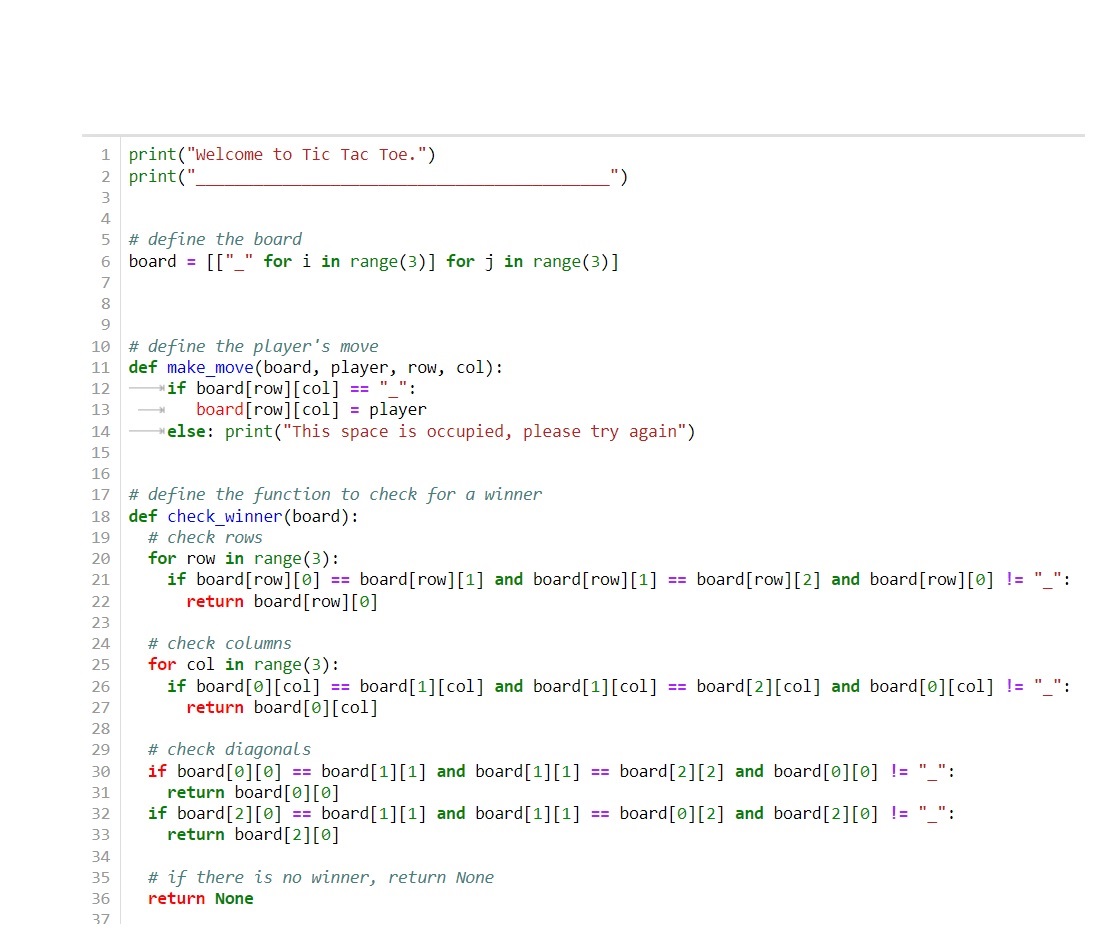 1 print("Welcome to Tic Tac Toe.")
2 print("___________________________________________")
3
4
5 # define the board
6 board = [["_" for i in range(3)] for j in range(3)]
7
8
9
10 # define the player's move
11 def make_move(board, player, row, col):
12     if board[row][col] == "_":
13        board[row][col] = player
14     else: print("This space is occupied, please try again")
15
16
17 # define the function to check for a winner
18 def check_winner(board):
19   # check rows
20   for row in range(3):
21     if board[row][0] == board[row][1] and board[row][1] == board[row][2] and board[row][0] != "_":
22       return board[row][0]
23
24   # check columns
25   for col in range(3):
26     if board[0][col] == board[1][col] and board[1][col] == board[2][col] and board[0][col] != "_":
27       return board[0][col]
28
29   # check diagonals
30   if board[0][0] == board[1][1] and board[1][1] == board[2][2] and board[0][0] != "_":
31     return board[0][0]
32   if board[2][0] == board[1][1] and board[1][1] == board[0][2] and board[2][0] != "_":
33     return board[2][0]
34
35   # if there is no winner, return None
36   return None
37